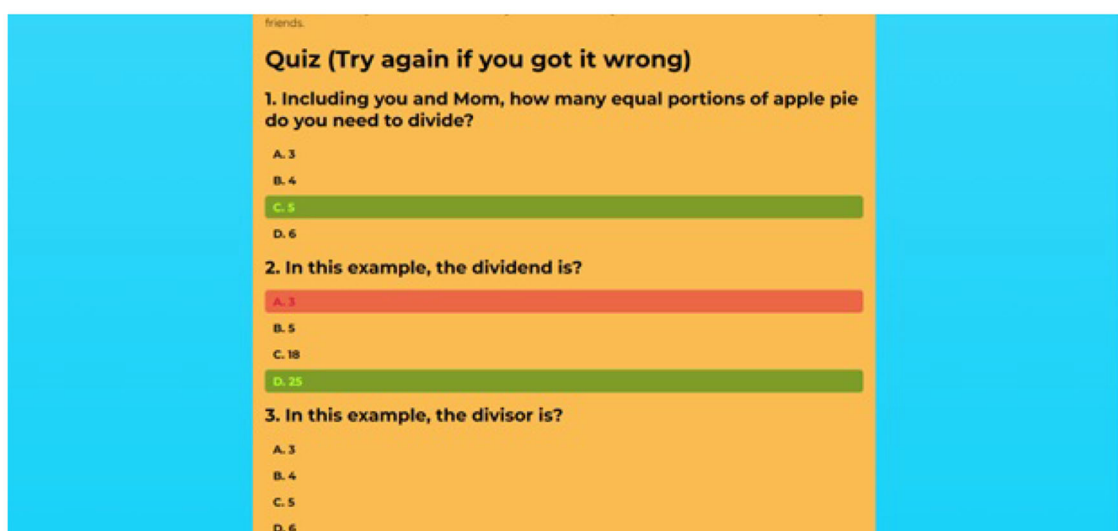 friends.
Quiz (Try again if you got it wrong)
1. Including you and Mom, how many equal portions of apple pie
do you need to divide?
A. 3
B. 4
C. 5
D. 6
2. In this example, the dividend is?
A. 3
B. 5
C. 18
D. 25
3. In this example, the divisor is?
A. 3
B. 4
C. 5
D. 6